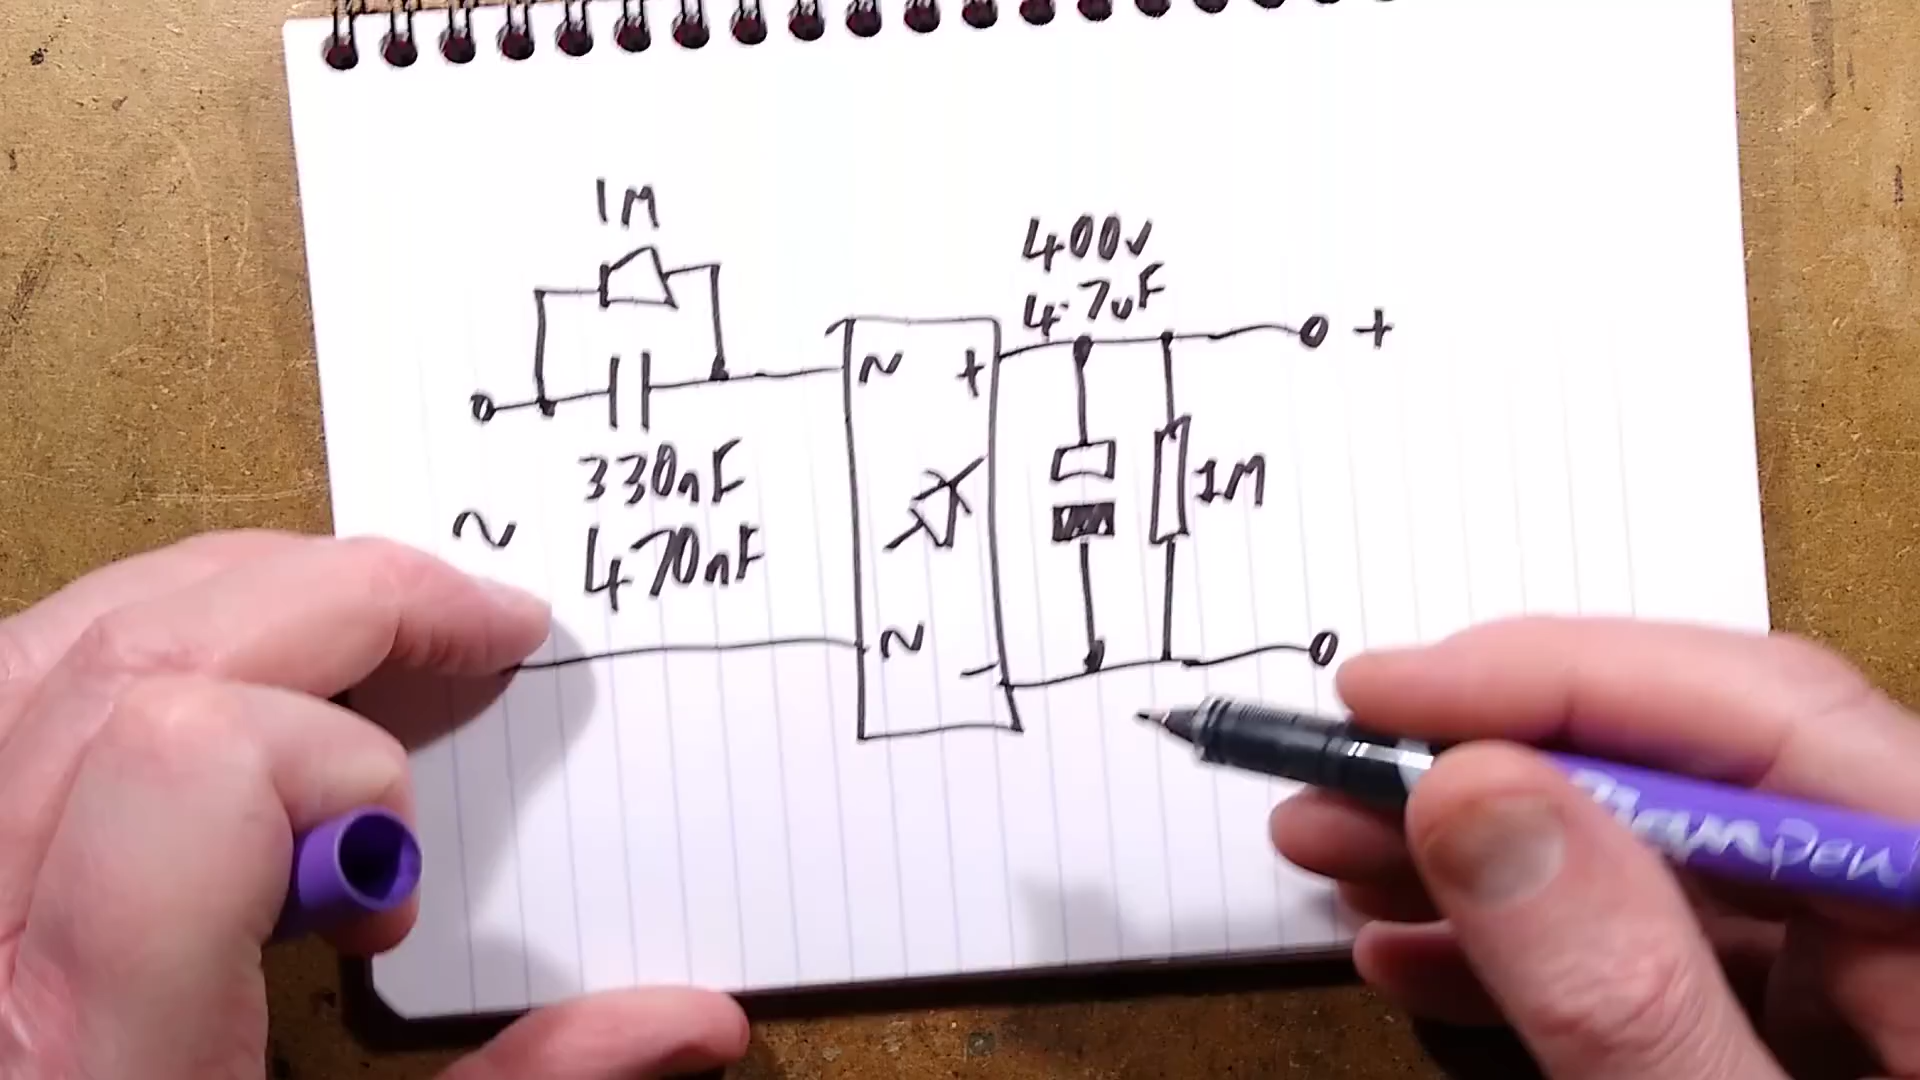 1M
400v
4.7uF
+
~ +
330nF
1M
470nF
~
~
-